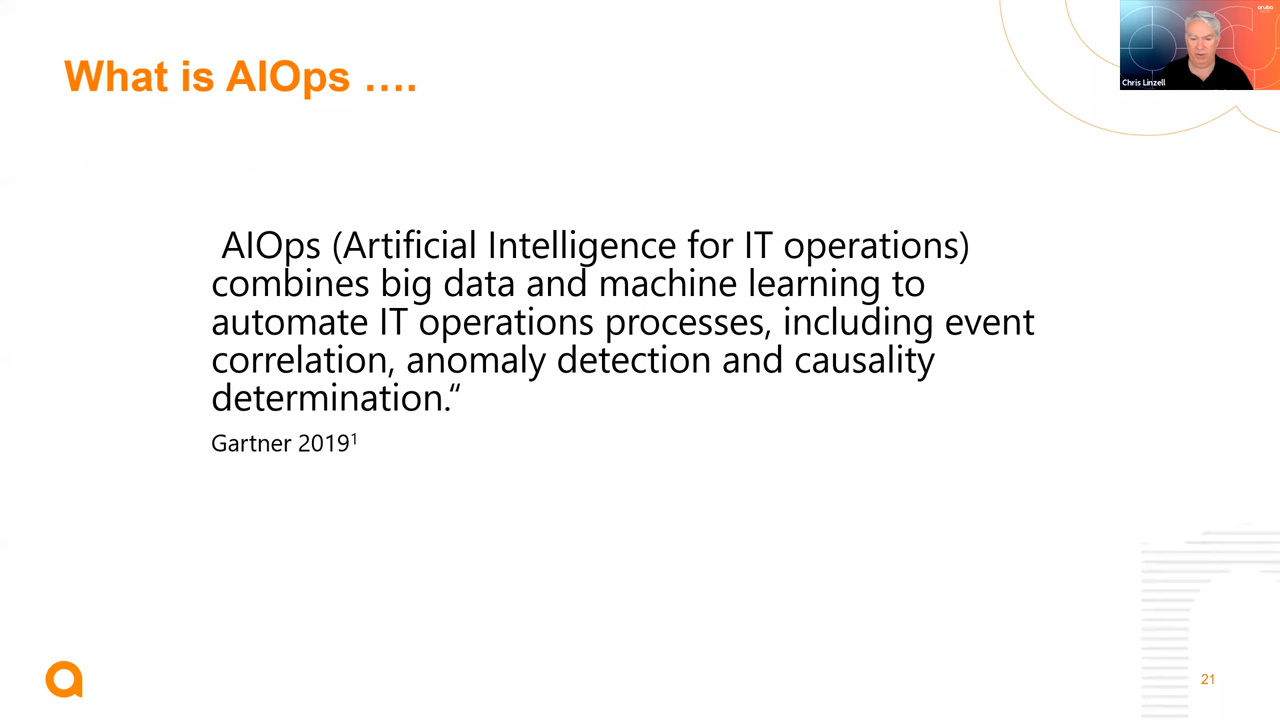 What is AIOps ....
aruba
Chris Linzell
AIOps (Artificial Intelligence for IT operations)
combines big data and machine learning to
automate IT operations processes, including event
correlation, anomaly detection and causality
determination.“
Gartner 2019¹
21